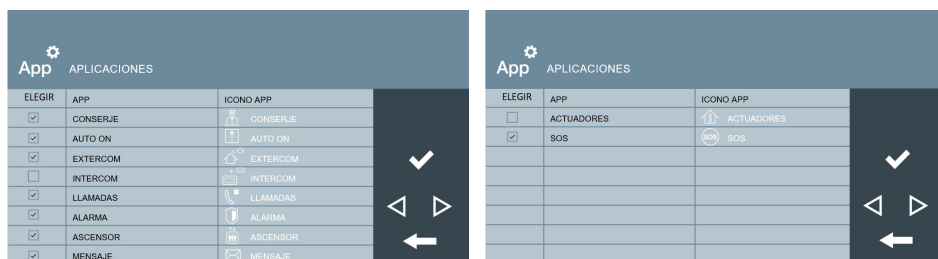 App APLICACIONES
ELEGIR APP ICONO APP
CONSERJE CONSERJE
AUTO ON AUTO ON
EXTERCOM EXTERCOM
INTERCOM INTERCOM
LLAMADAS LLAMADAS
ALARMA ALARMA
ASCENSOR ASCENSOR
MENSAJE MENSAJE
App APLICACIONES
ELEGIR APP ICONO APP
ACTUADORES ACTUADORES
SOS SOS SOS